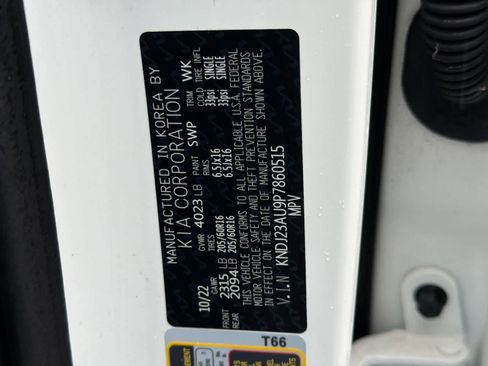 MANUFACTURED IN KOREA BY
KIA CORPORATION
10/22 GVWR 4023 LB PAINT SWP TRIM WK
GAWR TIRES RIMS COLD TIRE INFL
FRONT 2315 LB 205/60R16 6.5Jx16 33psi SINGLE
REAR 2094 LB 205/60R16 6.5Jx16 33psi SINGLE
THIS VEHICLE CONFORMS TO ALL APPLICABLE U.S.A. FEDERAL
MOTOR VEHICLE SAFETY AND THEFT PREVENTION STANDARDS
IN EFFECT ON THE DATE OF MANUFACTURE SHOWN ABOVE.
V.I.N KNDJ23AU9P7860515
MPV
T66